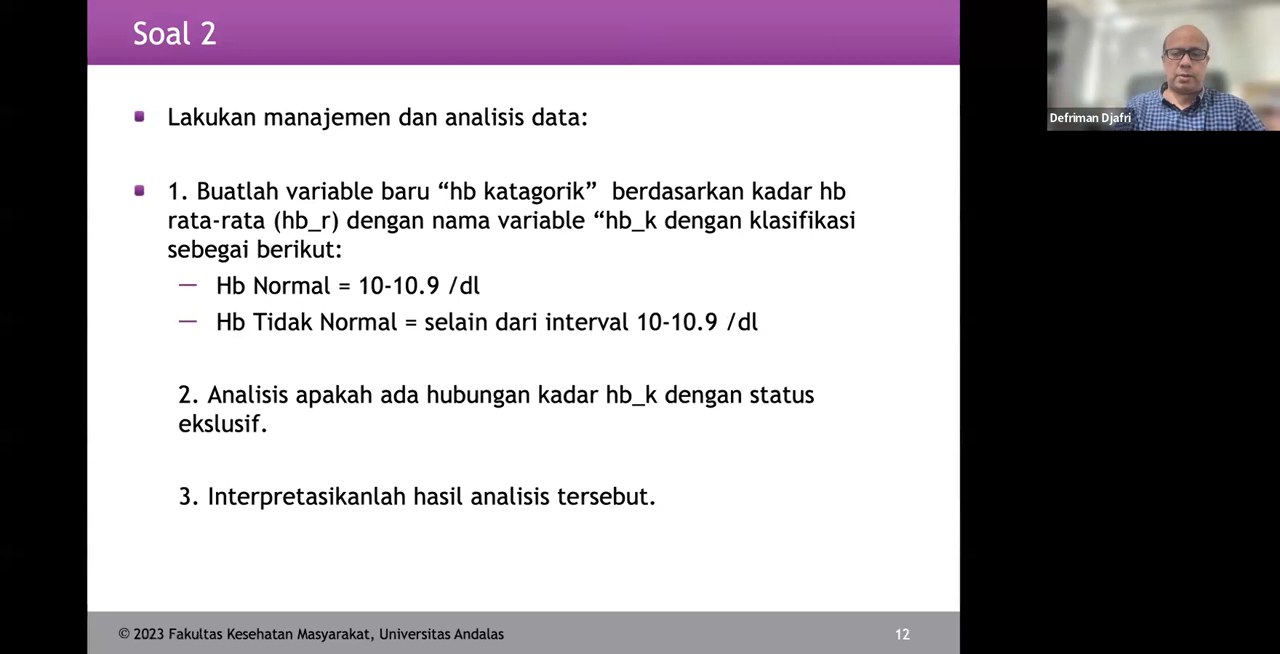 Soal 2
Lakukan manajemen dan analisis data:
1. Buatlah variable baru “hb katagorik” berdasarkan kadar hb
rata-rata (hb_r) dengan nama variable “hb_k dengan klasifikasi
sebegai berikut:
— Hb Normal = 10-10.9 /dl
— Hb Tidak Normal = selain dari interval 10-10.9 /dl
2. Analisis apakah ada hubungan kadar hb_k dengan status
ekslusif.
3. Interpretasikanlah hasil analisis tersebut.
© 2023 Fakultas Kesehatan Masyarakat, Universitas Andalas
12
Defriman Djafri